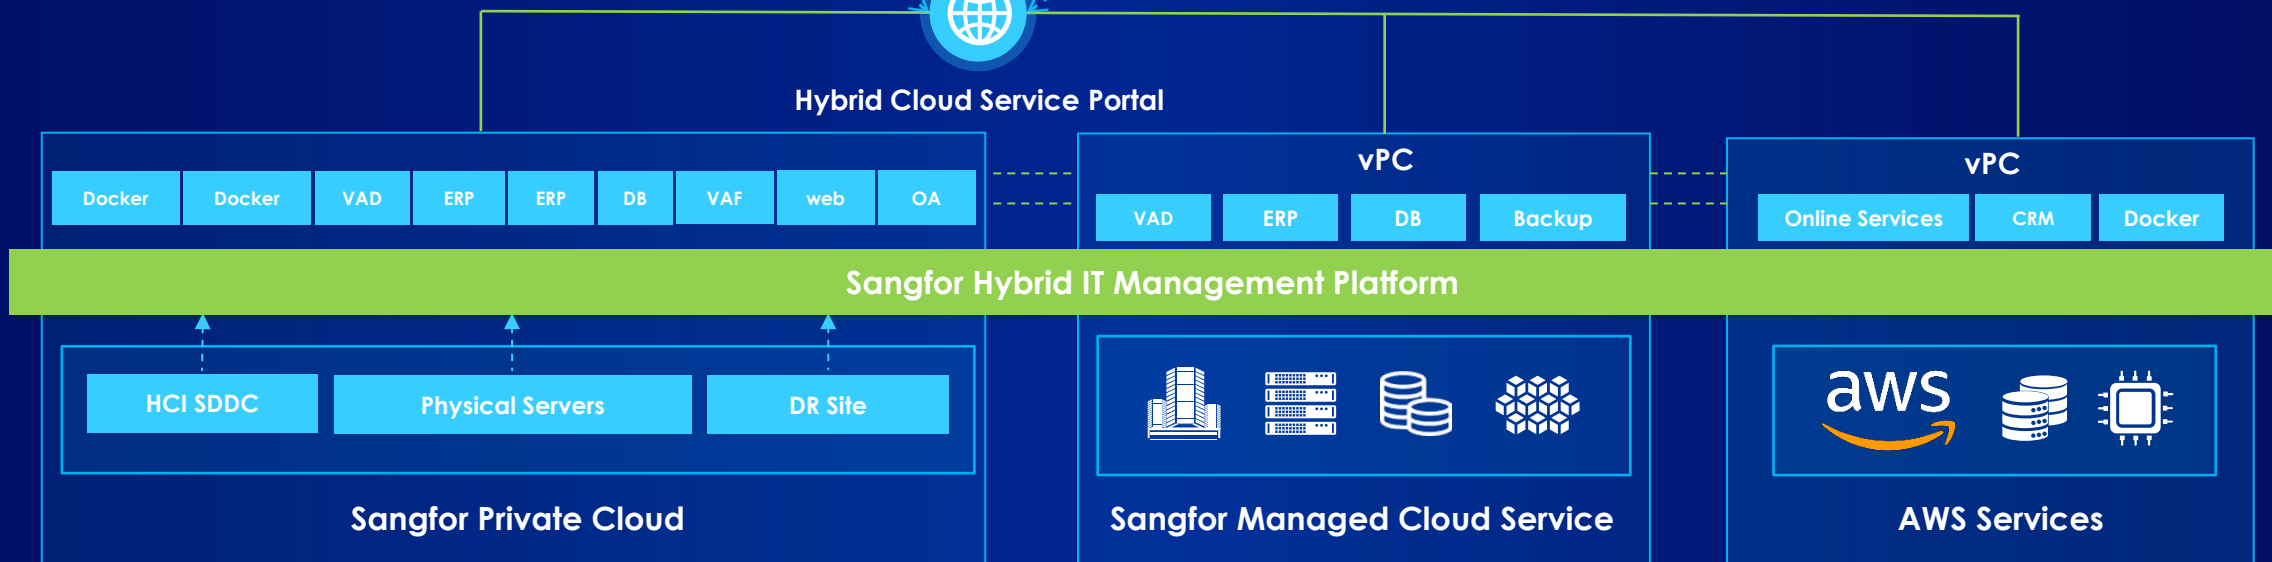 Hybrid Cloud Service Portal
Docker Docker VAD ERP ERP DB VAF web OA
vPC
VAD ERP DB Backup
vPC
Online Services CRM Docker
Sangfor Hybrid IT Management Platform
HCI SDDC Physical Servers DR Site
aws
Sangfor Private Cloud
Sangfor Managed Cloud Service
AWS Services